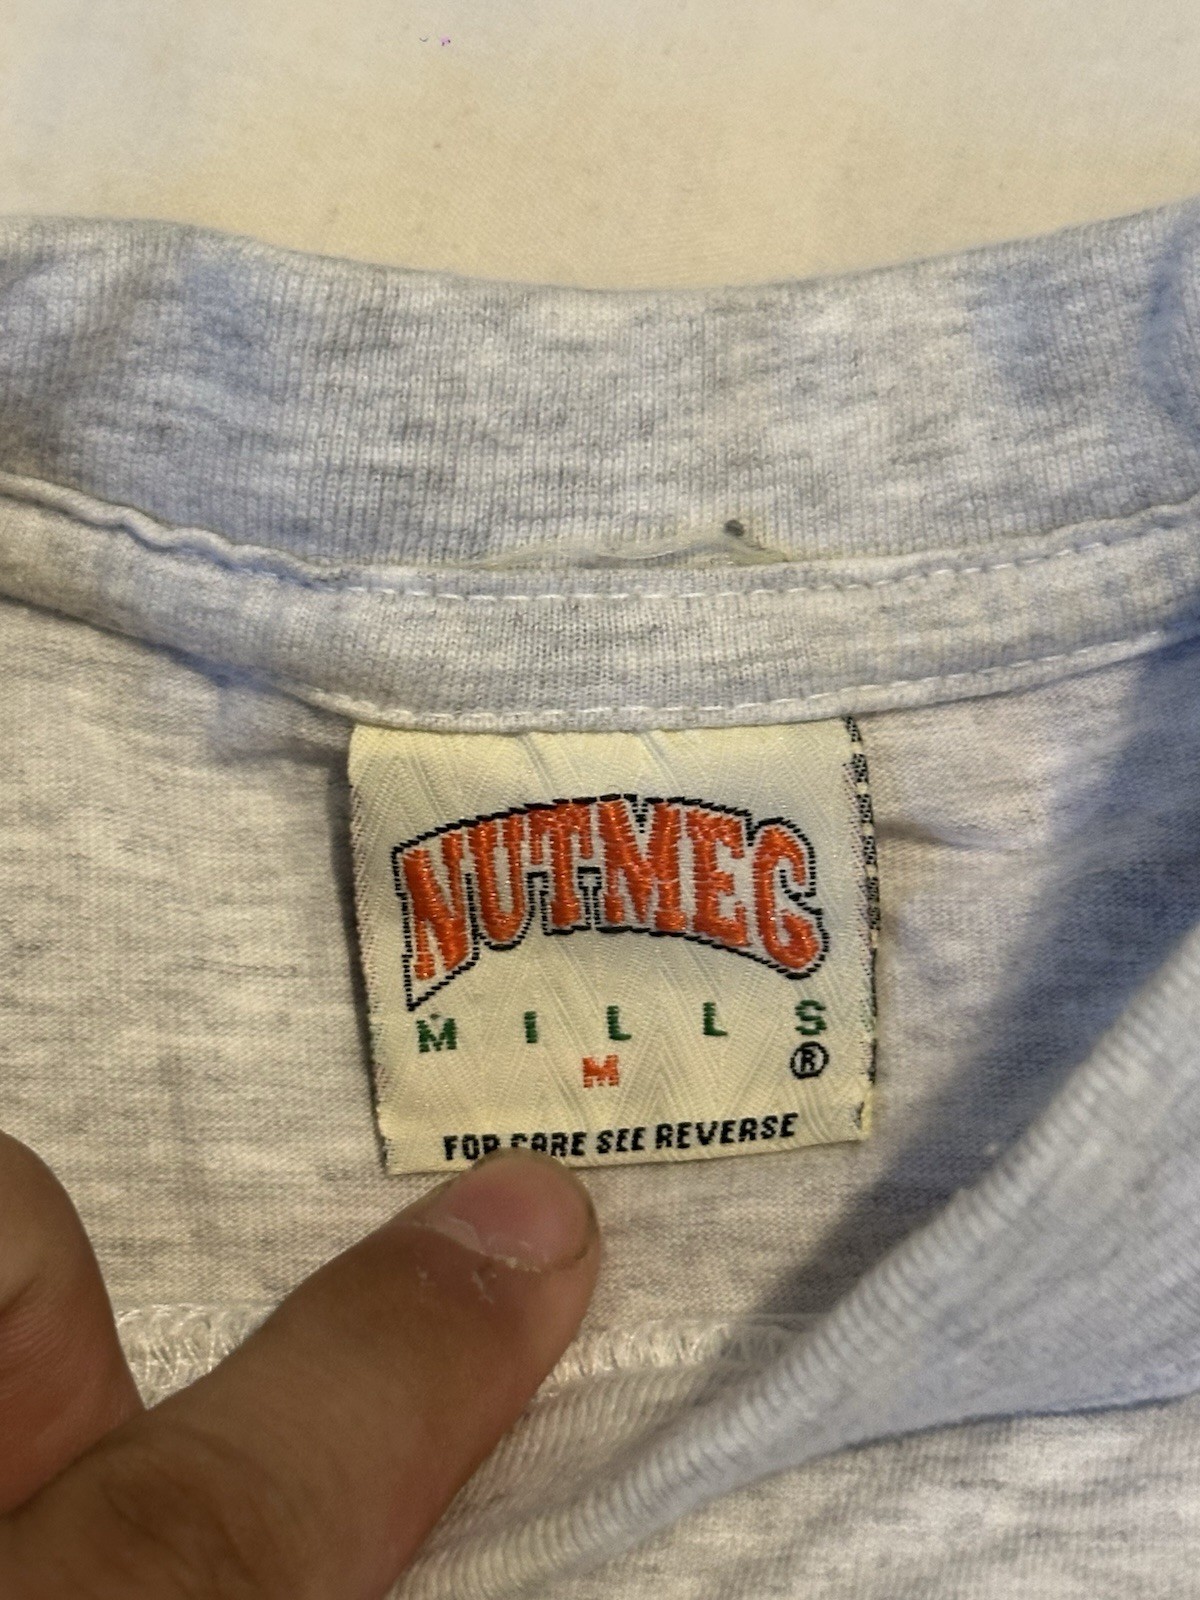 NUTMEG
MILLS
M ®
FOR CARE SEE REVERSE